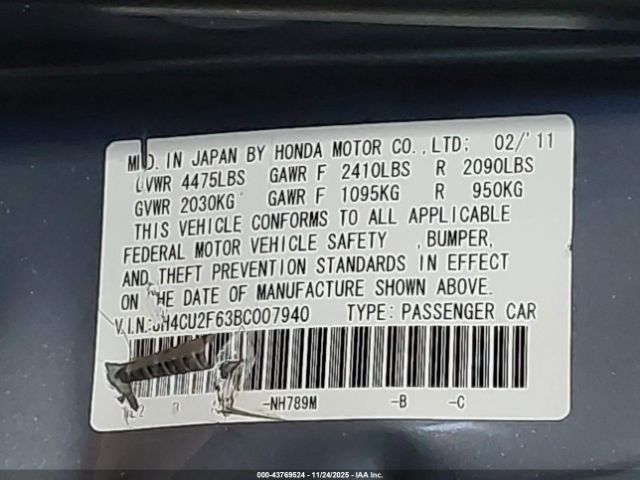 MFD. IN JAPAN BY HONDA MOTOR CO., LTD; 02/'11
GVWR 4475LBS GAWR F 2410LBS R 2090LBS
GVWR 2030KG GAWR F 1095KG R 950KG
THIS VEHICLE CONFORMS TO ALL APPLICABLE
FEDERAL MOTOR VEHICLE SAFETY , BUMPER,
AND THEFT PREVENTION STANDARDS IN EFFECT
ON THE DATE OF MANUFACTURE SHOWN ABOVE.
V.I.N.:JH4CU2F63BC007940 TYPE: PASSENGER CAR
-NH789M -B -C
000-43769524 - 11/24/2025 - IAA Inc.